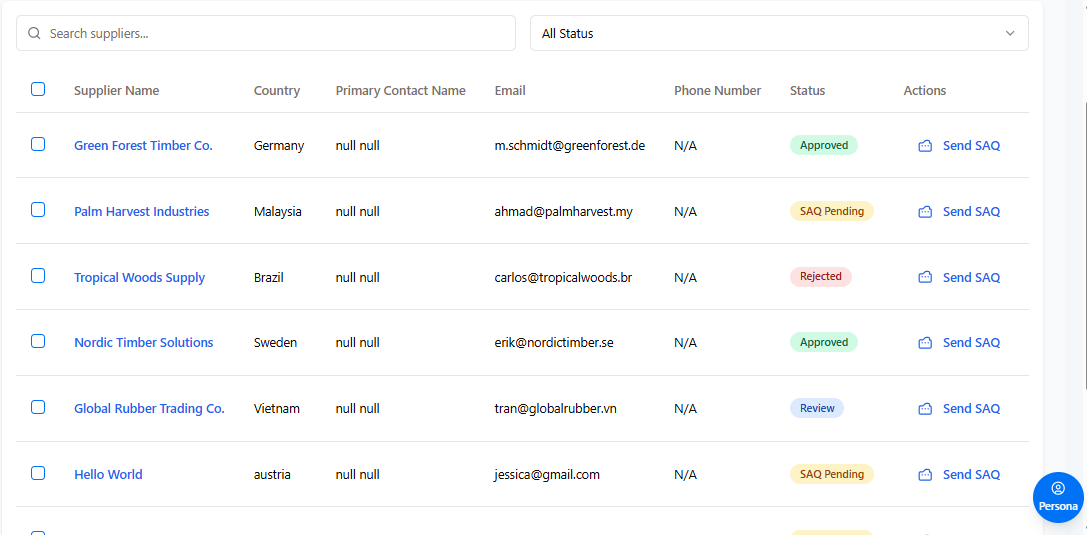 Search suppliers...
All Status
Supplier Name Country Primary Contact Name Email Phone Number Status Actions
Green Forest Timber Co. Germany null null m.schmidt@greenforest.de N/A Approved Send SAQ
Palm Harvest Industries Malaysia null null ahmad@palmharvest.my N/A SAQ Pending Send SAQ
Tropical Woods Supply Brazil null null carlos@tropicalwoods.br N/A Rejected Send SAQ
Nordic Timber Solutions Sweden null null erik@nordictimber.se N/A Approved Send SAQ
Global Rubber Trading Co. Vietnam null null tran@globalrubber.vn N/A Review Send SAQ
Hello World austria null null jessica@gmail.com N/A SAQ Pending Send SAQ
Persona